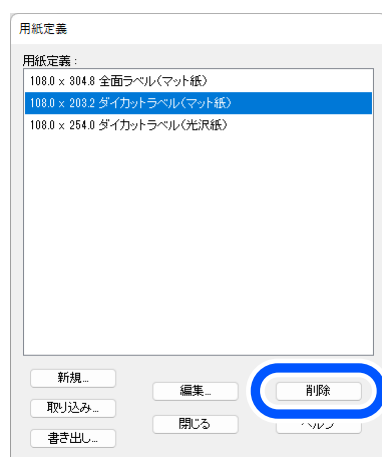 用紙定義
用紙定義：
108.0 × 304.8 全面ラベル(マット紙)
108.0 × 203.2 ダイカットラベル(マット紙)
108.0 × 254.0 ダイカットラベル(光沢紙)
新規...
編集...
削除
取り込み...
閉じる
ヘルプ
書き出し...